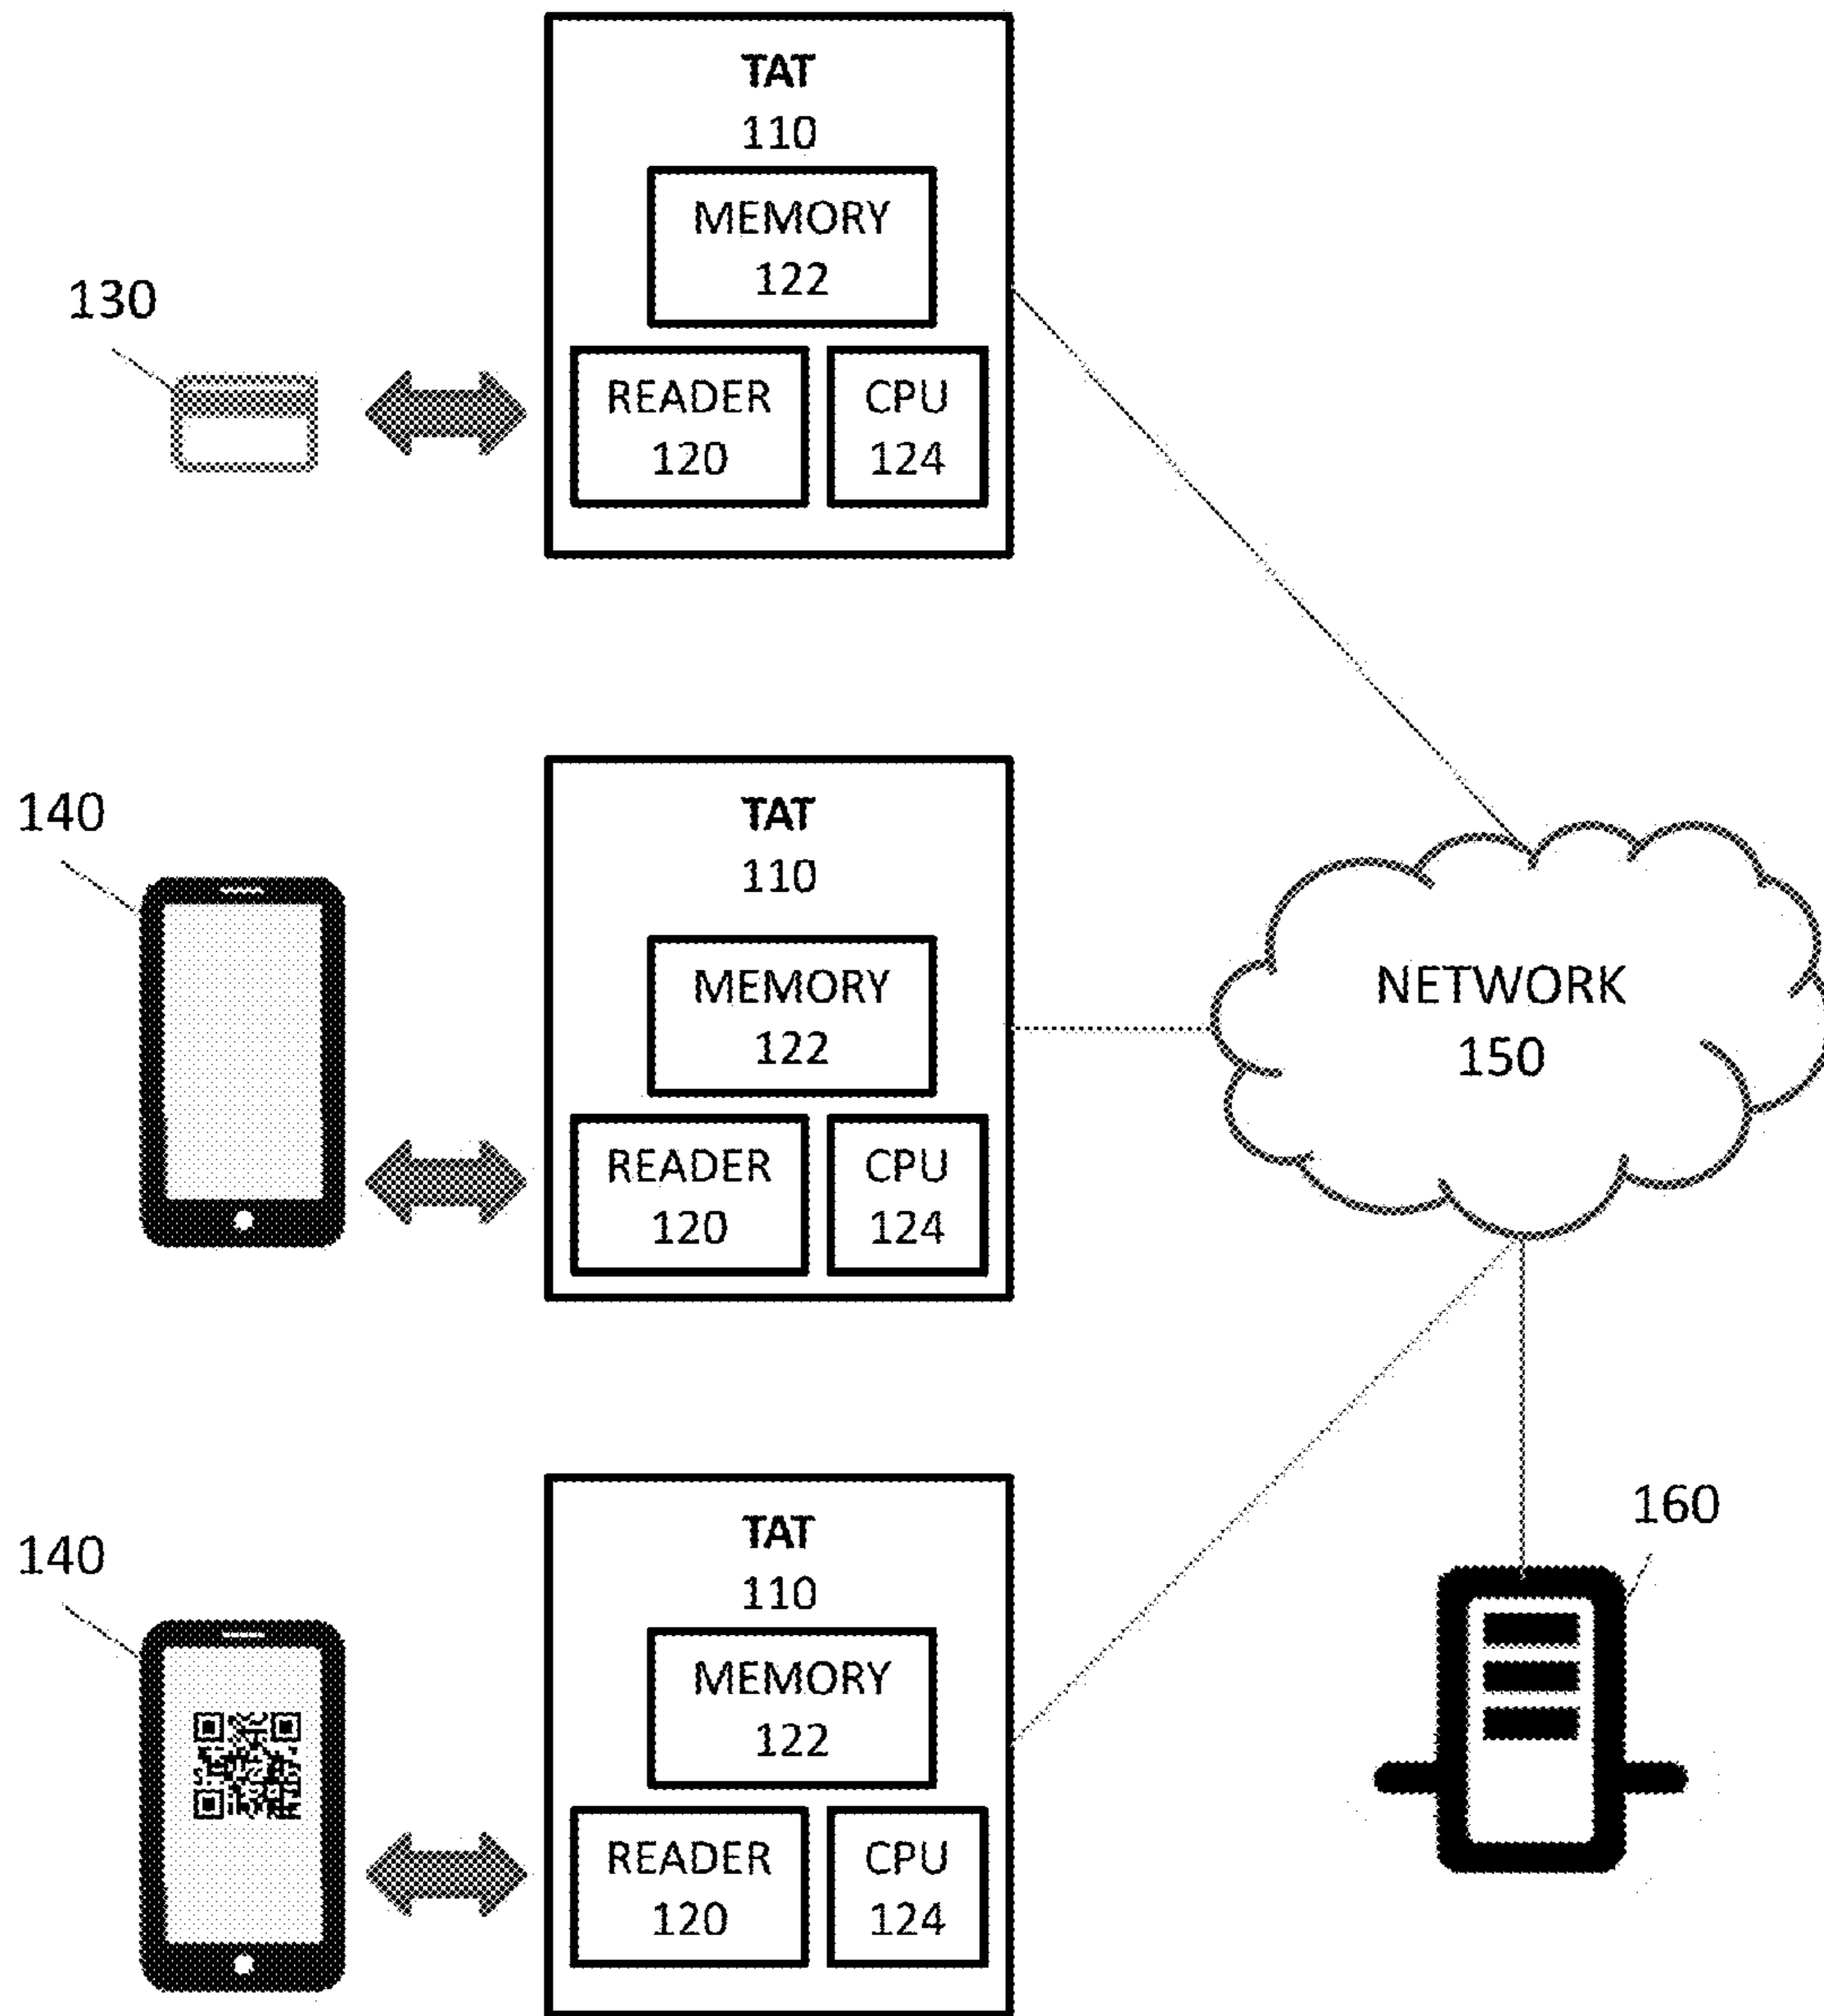 TAT
110
MEMORY
122
130
READER
120
CPU
124
TAT
110
140
MEMORY
122
READER
120
CPU
124
NETWORK
150
TAT
110
140
MEMORY
122
READER
120
CPU
124
160